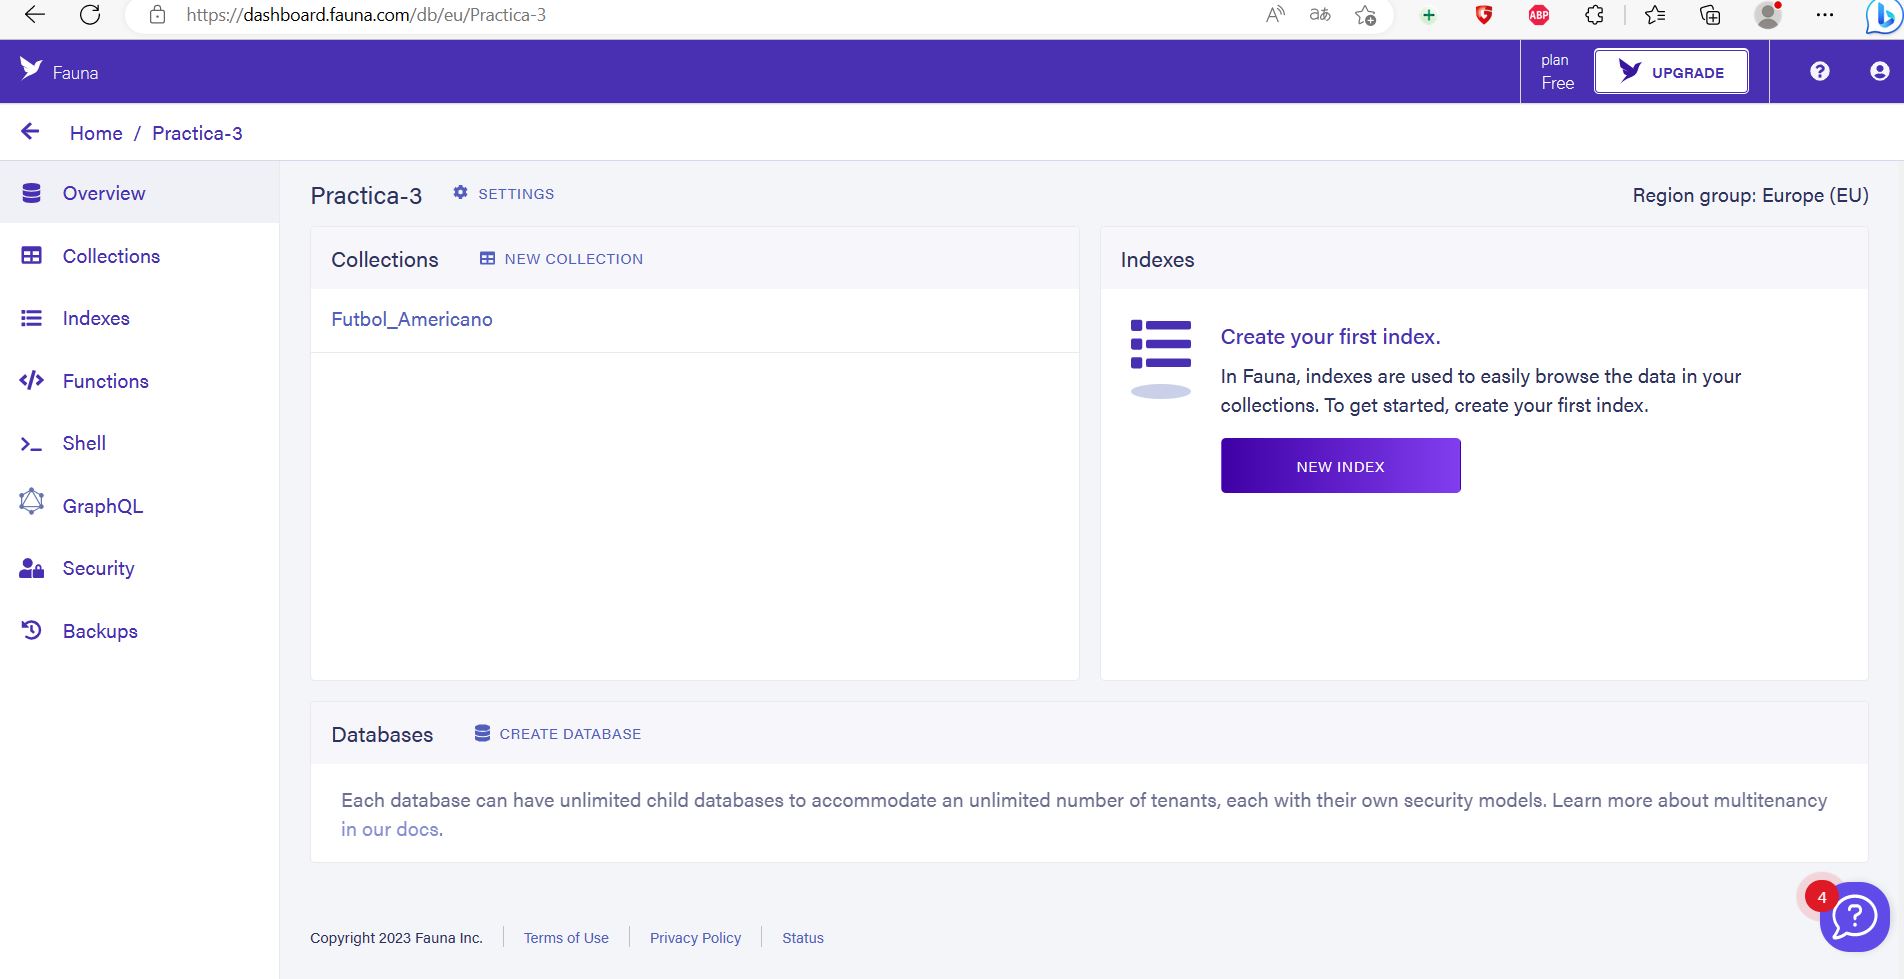 https://dashboard.fauna.com/db/eu/Practica-3
aあ
ABP
Fauna
plan
Free
UPGRADE
Home / Practica-3
Overview
Collections
Indexes
Functions
Shell
GraphQL
Security
Backups
Practica-3
SETTINGS
Region group: Europe (EU)
Collections
NEW COLLECTION
Futbol_Americano
Indexes
Create your first index.
In Fauna, indexes are used to easily browse the data in your
collections. To get started, create your first index.
NEW INDEX
Databases
CREATE DATABASE
Each database can have unlimited child databases to accommodate an unlimited number of tenants, each with their own security models. Learn more about multitenancy
in our docs.
4
Copyright 2023 Fauna Inc.
Terms of Use
Privacy Policy
Status